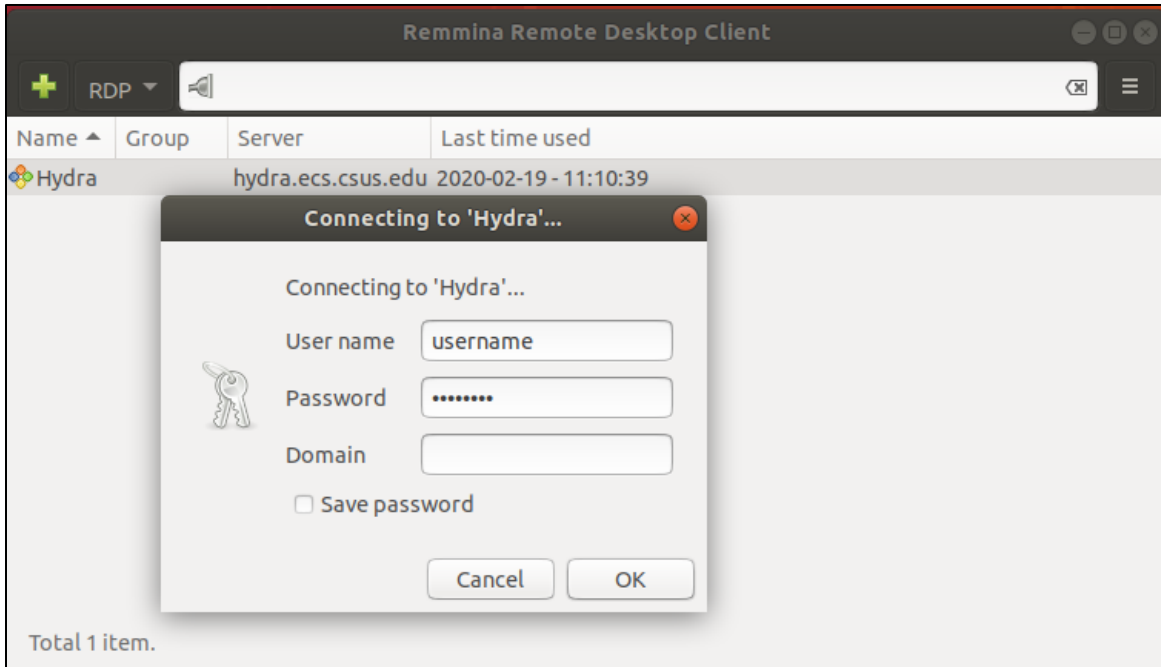 Remmina Remote Desktop Client
RDP
Name Group Server Last time used
Hydra hydra.ecs.csus.edu 2020-02-19 - 11:10:39
Connecting to 'Hydra'...
Connecting to 'Hydra'...
User name username
Password ••••••••
Domain
Save password
Cancel OK
Total 1 item.